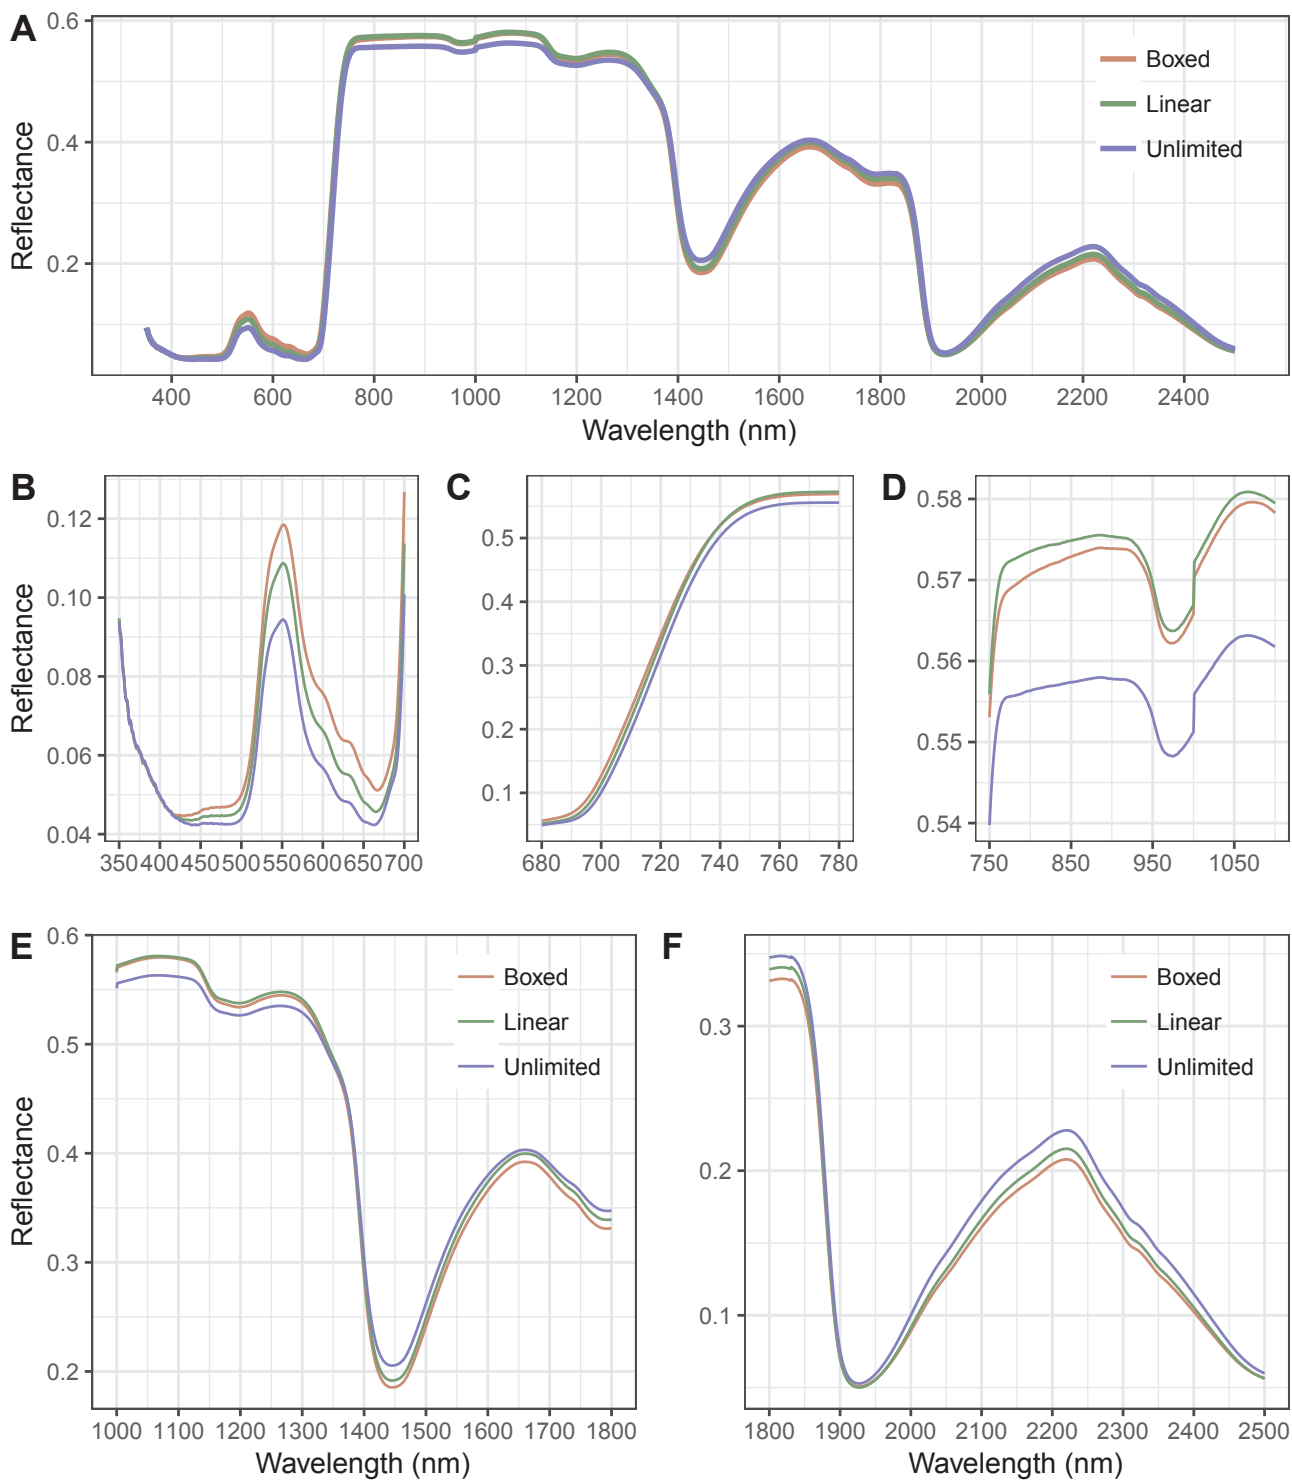 A
0.6
0.4
0.2
Reflectance
Boxed
Linear
Unlimited
400 600 800 1000 1200 1400 1600 1800 2000 2200 2400
Wavelength (nm)
B
0.12
0.10
0.08
0.06
0.04
Reflectance
350 400 450 500 550 600 650 700
C
0.5
0.4
0.3
0.2
0.1
680 700 720 740 760 780
D
0.58
0.57
0.56
0.55
0.54
750 850 950 1050
E
0.6
0.5
0.4
0.3
0.2
Reflectance
Boxed
Linear
Unlimited
1000 1100 1200 1300 1400 1500 1600 1700 1800
Wavelength (nm)
F
0.3
0.2
0.1
Boxed
Linear
Unlimited
1800 1900 2000 2100 2200 2300 2400 2500
Wavelength (nm)